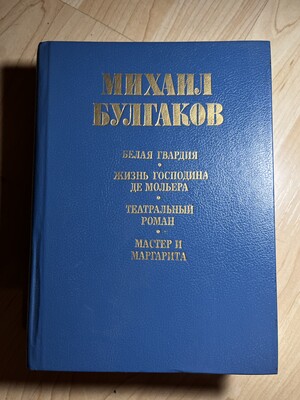 МИХАИЛ
БУЛГАКОВ
БЕЛАЯ ГВАРДИЯ
•
ЖИЗНЬ ГОСПОДИНА
ДЕ МОЛЬЕРА
•
ТЕАТРАЛЬНЫЙ
РОМАН
•
МАСТЕР И
МАРГАРИТА